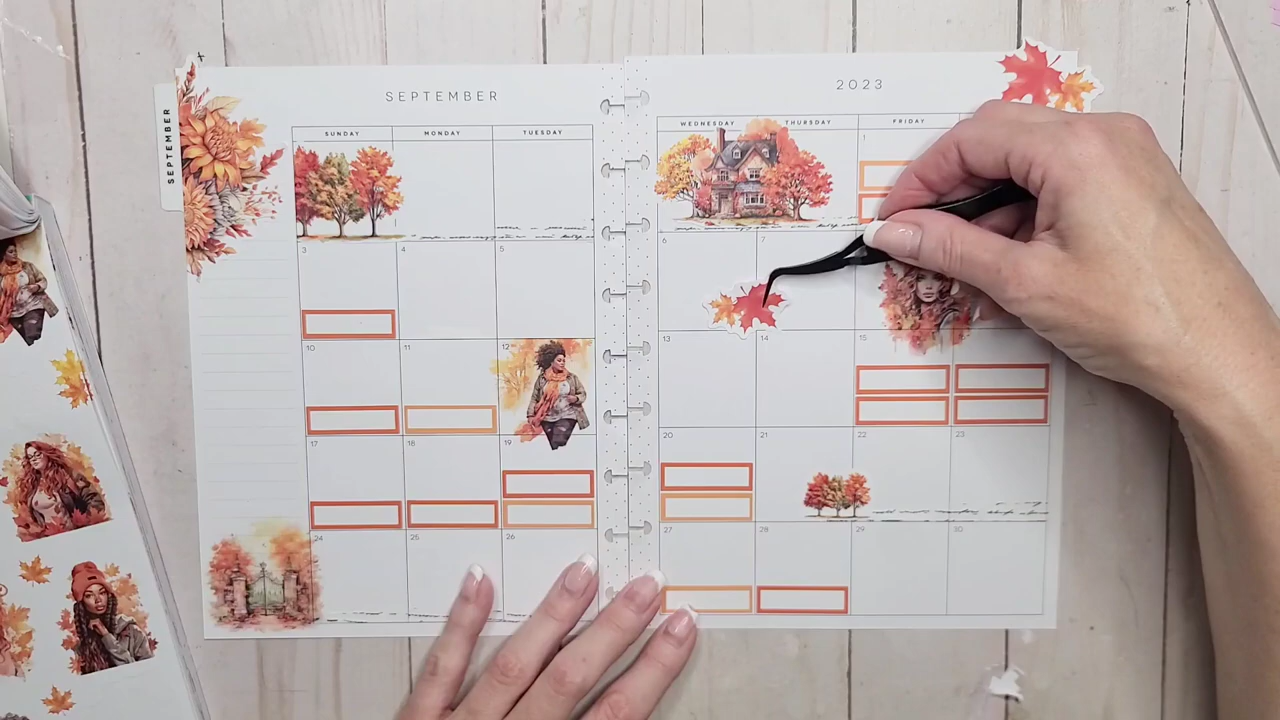 SEPTEMBER
2023
SEPTEMBER
SUNDAY MONDAY TUESDAY
WEDNESDAY THURSDAY FRIDAY
1
3 4 5
6 7
10 11 12
13 14 15 16
17 18 19
20 21 22 23
24 25 26
27 28 29 30